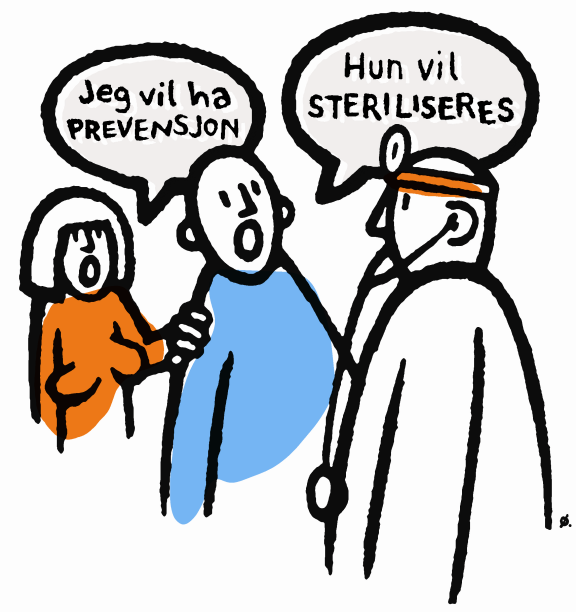 Jeg vil ha
PREVENSJON
Hun vil
STERILISERES
Ø.